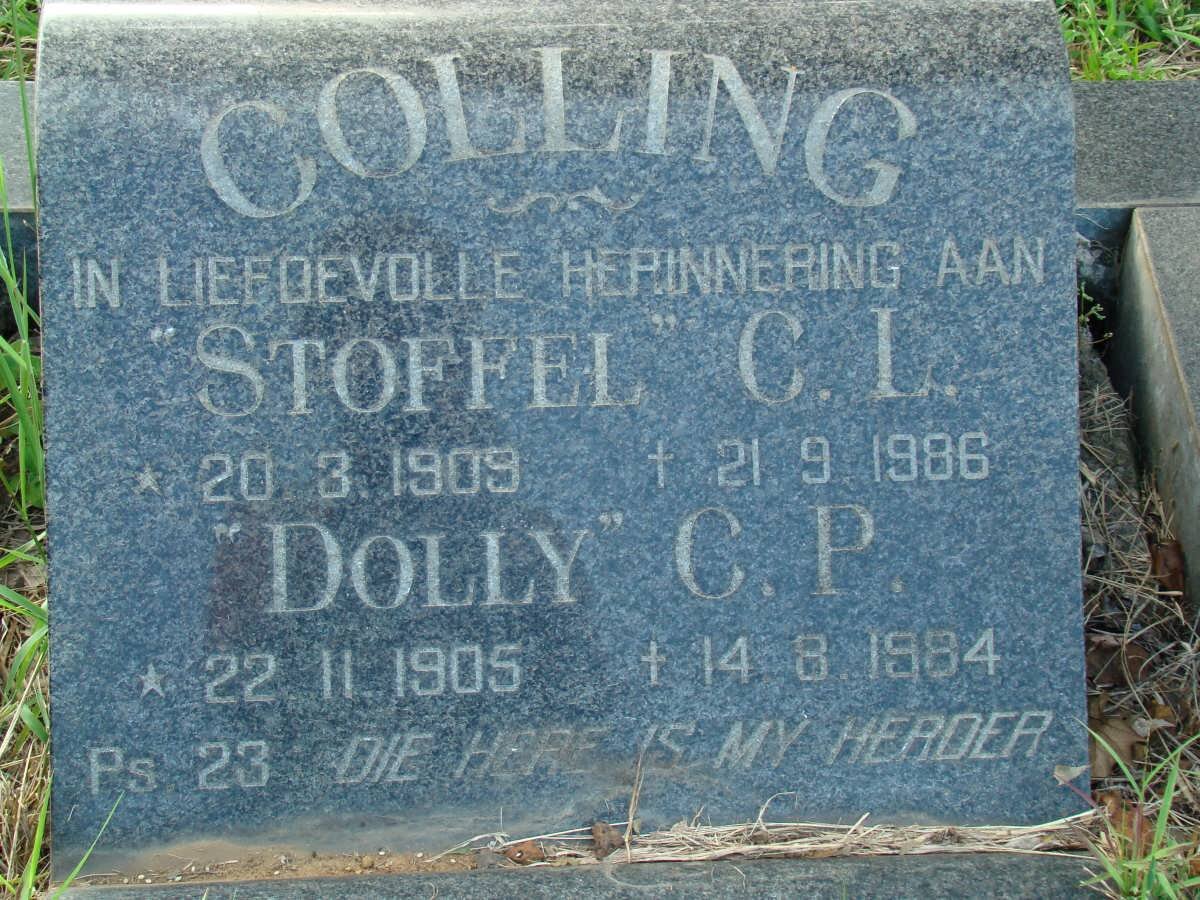 COLLING
IN LIEFDEVOLLE HERINNERING AAN
"STOFFEL" C. L.
★ 20. 3. 1909 † 21. 9. 1986
"DOLLY" C. P.
★ 22. 11. 1905 † 14. 8. 1984
Ps 23 DIE HERE IS MY HERDER